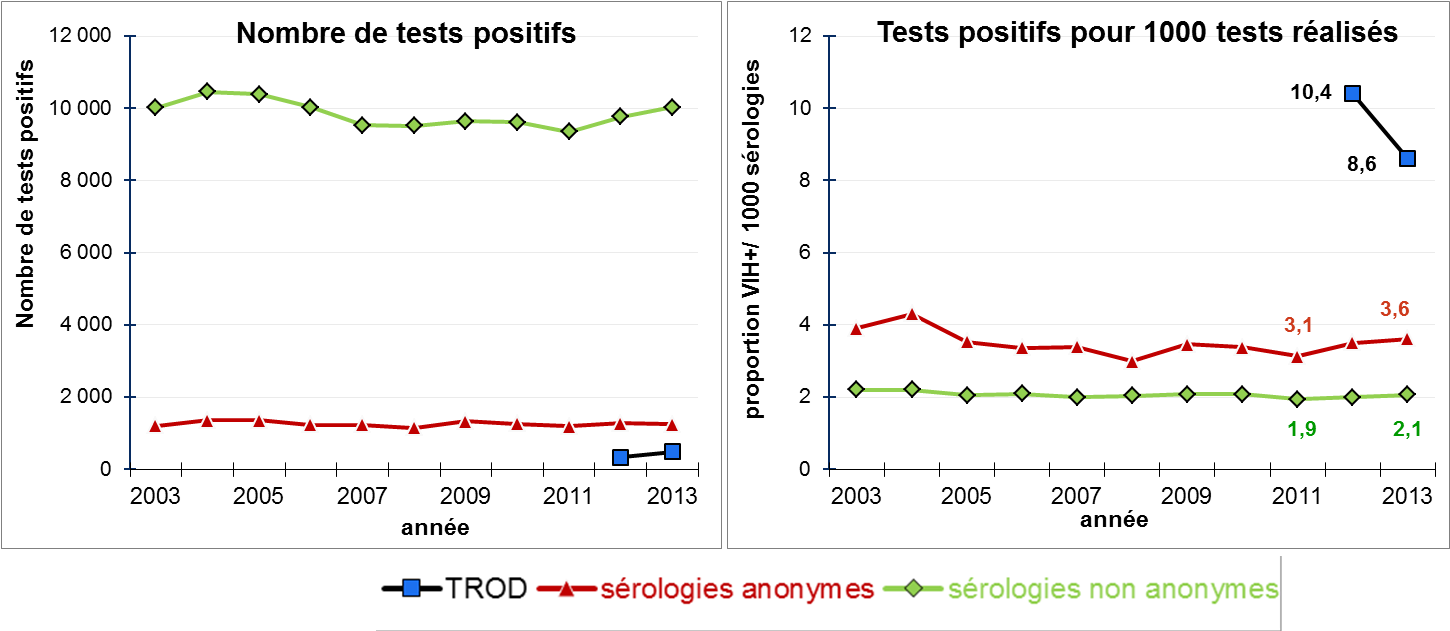 Nombre de tests positifs
Nombre de tests positifs
12 000
10 000
8 000
6 000
4 000
2 000
0
2003 2005 2007 2009 2011 2013
année
Tests positifs pour 1000 tests réalisés
proportion VIH+/ 1000 sérologies
12
10
8
6
4
2
0
10,4
8,6
3,1
3,6
1,9
2,1
2003 2005 2007 2009 2011 2013
année
TROD sérologies anonymes sérologies non anonymes